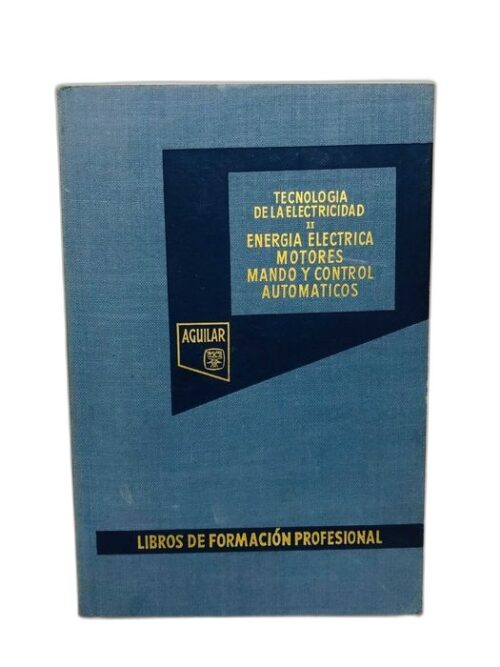 TECNOLOGIA
DE LA ELECTRICIDAD
II
ENERGIA ELECTRICA
MOTORES
MANDO Y CONTROL
AUTOMATICOS
AGUILAR
LIBROS DE FORMACIÓN PROFESIONAL